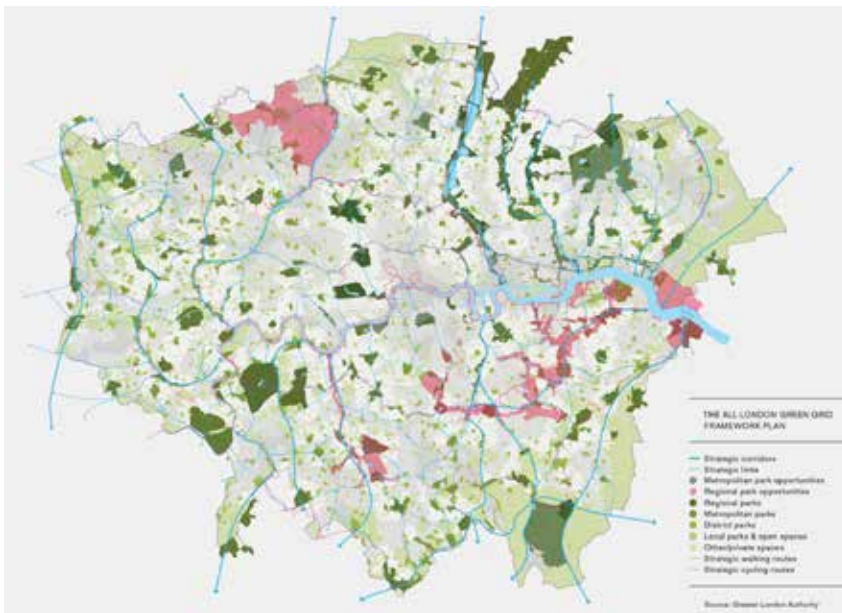 THE ALL LONDON GREEN GRID
FRAMEWORK PLAN
Strategic corridors
Strategic links
Metropolitan park opportunities
Regional park opportunities
Regional parks
Metropolitan parks
District parks
Local parks & open spaces
Other/private spaces
Strategic walking routes
Strategic cycling routes
Source: Greater London Authority